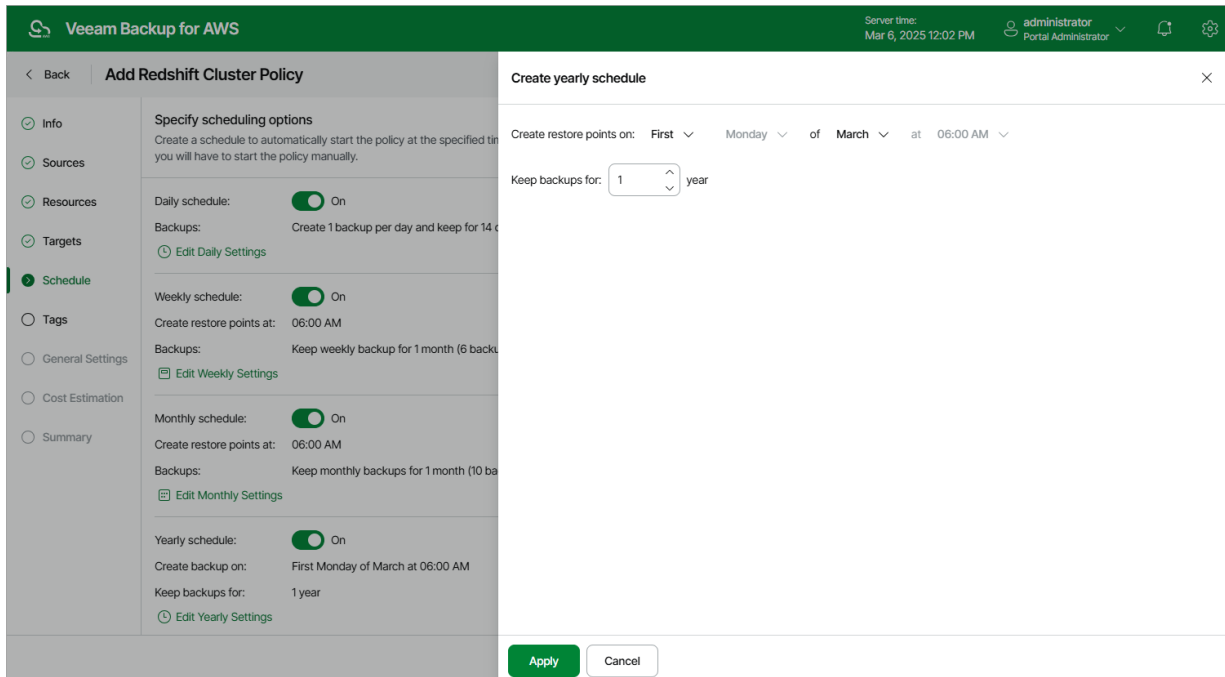 Veeam Backup for AWS
Server time:
Mar 6, 2025 12:02 PM
administrator
Portal Administrator
Back
Add Redshift Cluster Policy
Info
Sources
Resources
Targets
Schedule
Tags
General Settings
Cost Estimation
Summary
Specify scheduling options
Create a schedule to automatically start the policy at the specified
you will have to start the policy manually.
Daily schedule: On
Backups: Create 1 backup per day and keep for 14
Edit Daily Settings
Weekly schedule: On
Create restore points at: 06:00 AM
Backups: Keep weekly backup for 1 month (6
Edit Weekly Settings
Monthly schedule: On
Create restore points at: 06:00 AM
Backups: Keep monthly backups for 1 month (10
Edit Monthly Settings
Yearly schedule: On
Create backup on: First Monday of March at 06:00 AM
Keep backups for: 1 year
Edit Yearly Settings
Create yearly schedule
Create restore points on: First Monday of March at 06:00 AM
Keep backups for: 1 year
Apply
Cancel